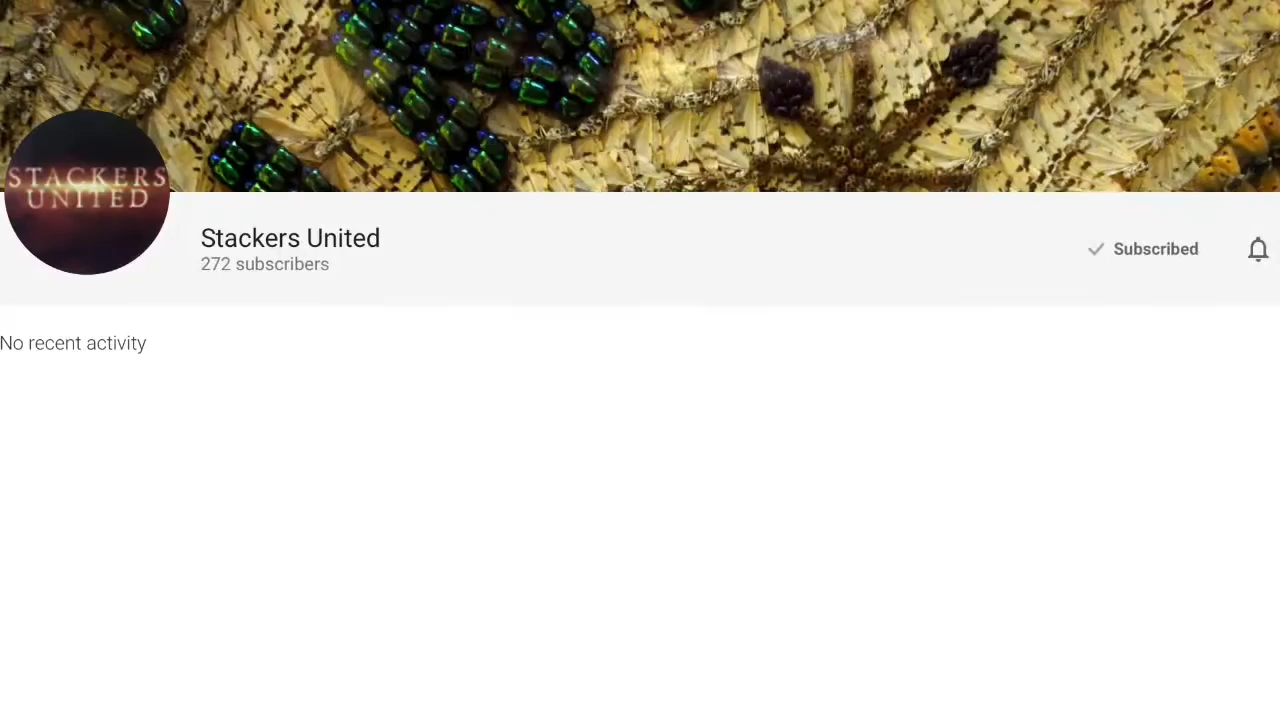 STACKERS
UNITED
Stackers United
272 subscribers
Subscribed
No recent activity